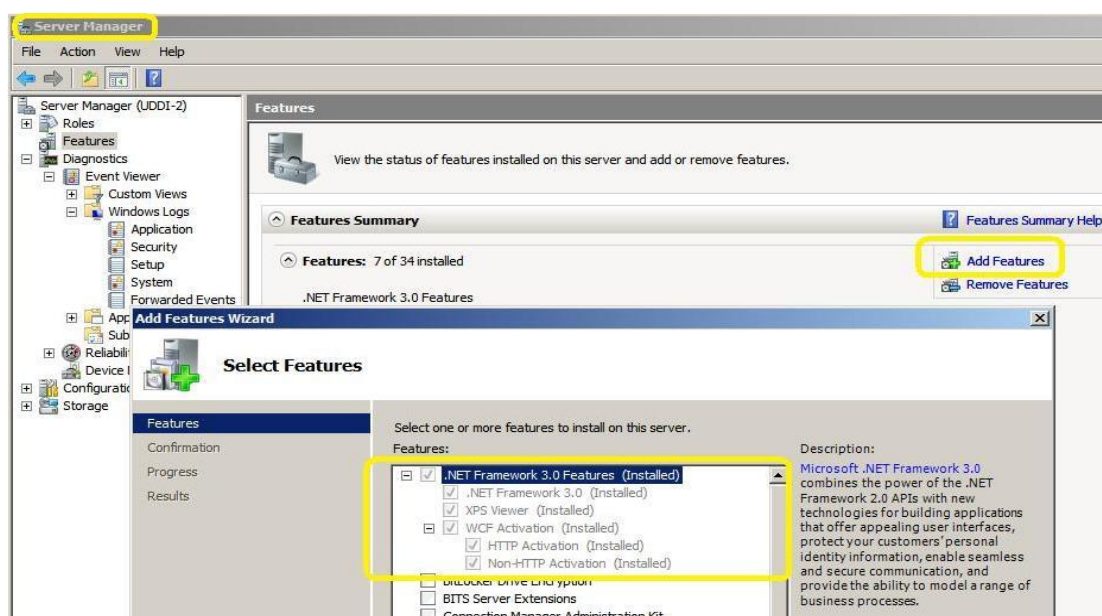 Server Manager
File Action View Help
Server Manager (UDDI-2)
Roles
Features
Diagnostics
Event Viewer
Custom Views
Windows Logs
Application
Security
Setup
System
Forwarded Events
App
Sub
Reliabili
Device
Configuratio
Storage
Features
View the status of features installed on this server and add or remove features.
Features Summary
Features Summary Help
Features: 7 of 34 installed
Add Features
Remove Features
.NET Framework 3.0 Features
Add Features Wizard
Select Features
Features
Confirmation
Progress
Results
Select one or more features to install on this server.
Features:
.NET Framework 3.0 Features (Installed)
.NET Framework 3.0 (Installed)
XPS Viewer (Installed)
WCF Activation (Installed)
HTTP Activation (Installed)
Non-HTTP Activation (Installed)
BitLocker Drive Encryption
BITS Server Extensions
Connection Manager Administration Kit
Description:
Microsoft .NET Framework 3.0
combines the power of the .NET
Framework 2.0 APIs with new
technologies for building applications
that offer appealing user interfaces,
protect your customers' personal
identity information, enable seamless
and secure communication, and
provide the ability to model a range of
business processes.